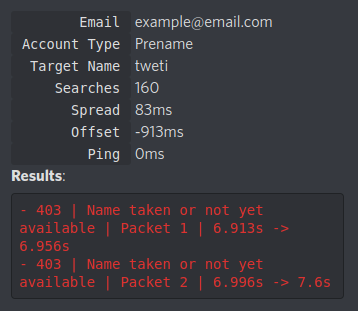 Email example@email.com
Account Type Prename
Target Name tweti
Searches 160
Spread 83ms
Offset -913ms
Ping 0ms
Results:
- 403 | Name taken or not yet
available | Packet 1 | 6.913s ->
6.956s
- 403 | Name taken or not yet
available | Packet 2 | 6.996s -> 7.6s